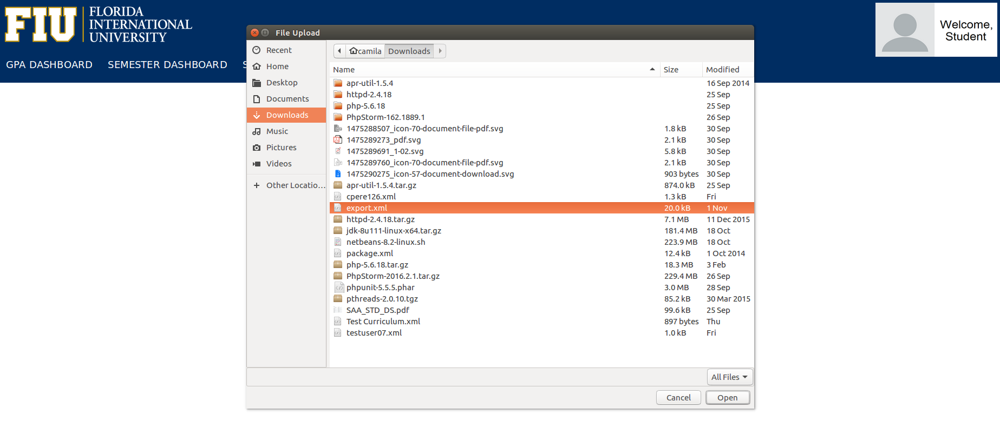 FIU
FLORIDA
INTERNATIONAL
UNIVERSITY
Welcome,
Student
GPA DASHBOARD SEMESTER DASHBOARD S
File Upload
Recent
Home
Desktop
Documents
Downloads
Music
Pictures
Videos
Other Locatio...
camila Downloads
Name Size Modified
apr-util-1.5.4 16 Sep 2014
httpd-2.4.18 25 Sep
php-5.6.18 25 Sep
PhpStorm-162.1889.1 26 Sep
1475288507_icon-70-document-file-pdf.svg 1.8 kB 30 Sep
1475289273_pdf.svg 2.1 kB 30 Sep
1475289691_1-02.svg 5.8 kB 30 Sep
1475289760_icon-70-document-file-pdf.svg 2.1 kB 30 Sep
1475290275_icon-57-document-download.svg 903 bytes 30 Sep
apr-util-1.5.4.tar.gz 874.0 kB 25 Sep
cpere126.xml 1.3 kB Fri
export.xml 20.0 kB 1 Nov
httpd-2.4.18.tar.gz 7.1 MB 11 Dec 2015
jdk-8u111-linux-x64.tar.gz 181.4 MB 18 Oct
netbeans-8.2-linux.sh 223.9 MB 18 Oct
package.xml 12.4 kB 1 Oct 2014
php-5.6.18.tar.gz 18.3 MB 3 Feb
PhpStorm-2016.2.1.tar.gz 229.4 MB 26 Sep
phpunit-5.5.5.phar 3.0 MB 28 Sep
pthreads-2.0.10.tgz 85.2 kB 30 Mar 2015
SAA_STD_DS.pdf 99.6 kB 25 Sep
Test Curriculum.xml 897 bytes Thu
testuser07.xml 1.0 kB Fri
All Files
Cancel Open